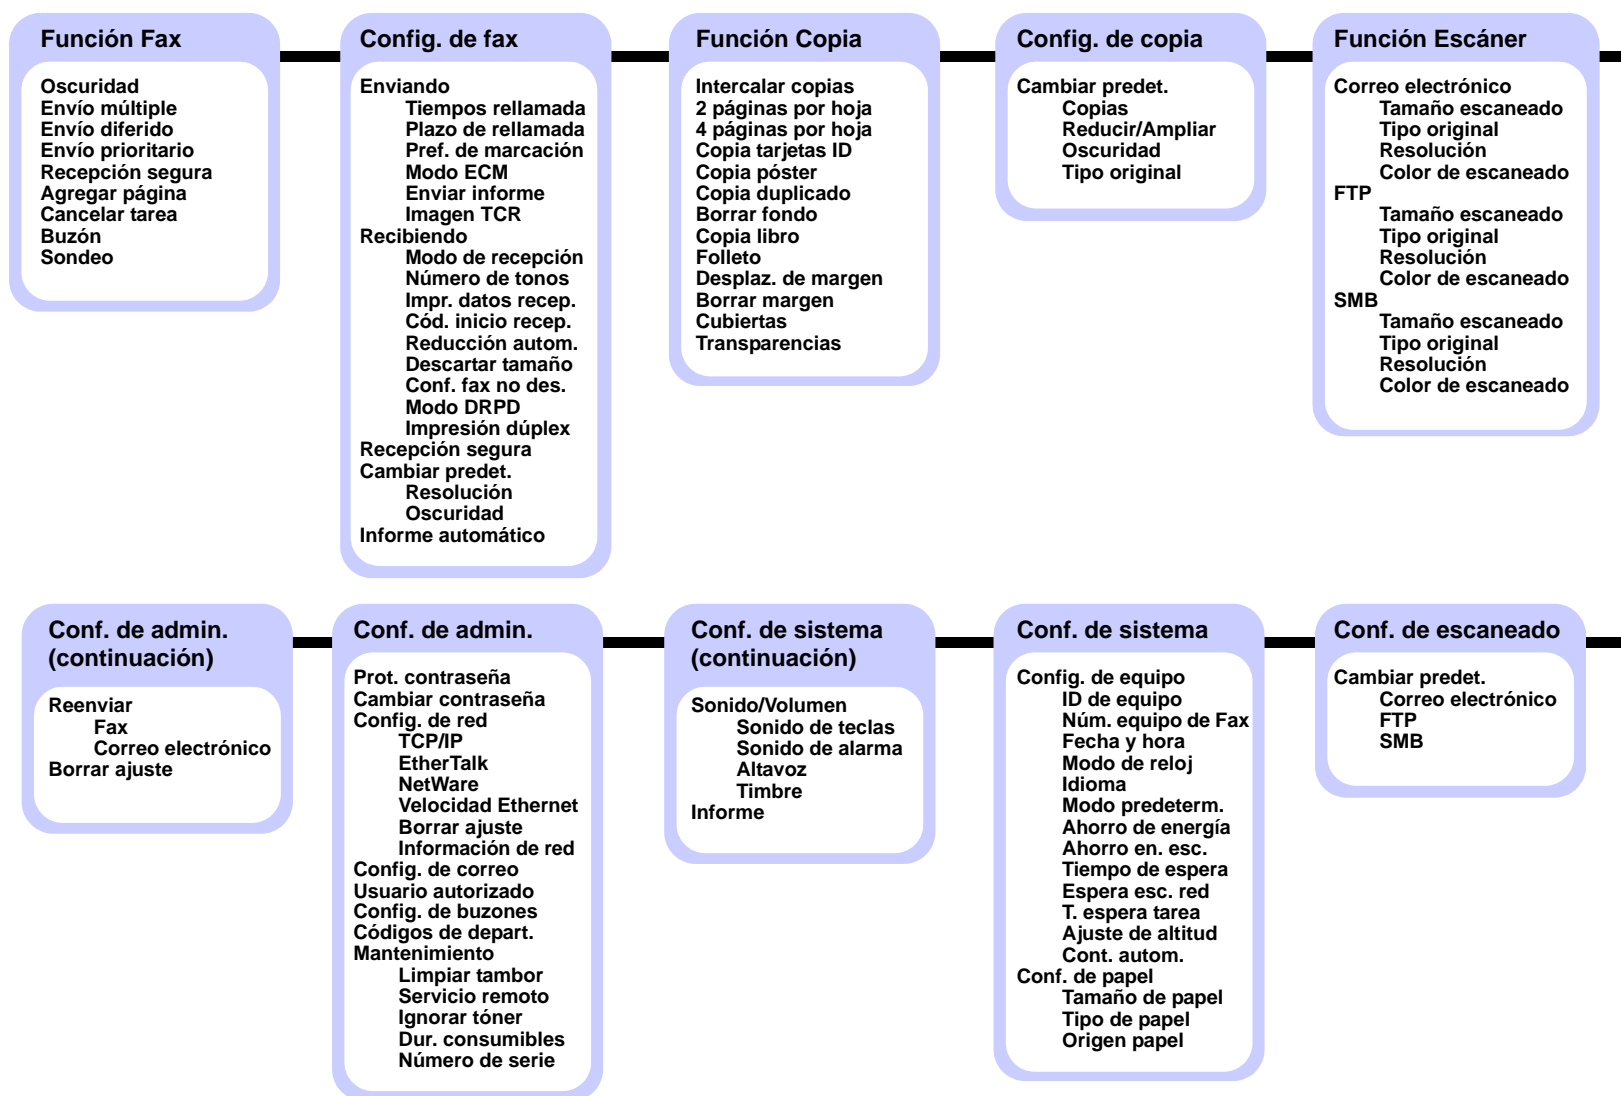 Función Fax
Oscuridad
Envío múltiple
Envío diferido
Envío prioritario
Recepción segura
Agregar página
Cancelar tarea
Buzón
Sondeo
Config. de fax
Enviando
Tiempos rellamada
Plazo de rellamada
Pref. de marcación
Modo ECM
Enviar informe
Imagen TCR
Recibiendo
Modo de recepción
Número de tonos
Impr. datos recep.
Cód. inicio recep.
Reducción autom.
Descartar tamaño
Conf. fax no des.
Modo DRPD
Impresión dúplex
Recepción segura
Cambiar predet.
Resolución
Oscuridad
Informe automático
Función Copia
Intercalar copias
2 páginas por hoja
4 páginas por hoja
Copia tarjetas ID
Copia póster
Copia duplicado
Borrar fondo
Copia libro
Folleto
Desplaz. de margen
Borrar margen
Cubiertas
Transparencias
Config. de copia
Cambiar predet.
Copias
Reducir/Ampliar
Oscuridad
Tipo original
Función Escáner
Correo electrónico
Tamaño escaneado
Tipo original
Resolución
Color de escaneado
FTP
Tamaño escaneado
Tipo original
Resolución
Color de escaneado
SMB
Tamaño escaneado
Tipo original
Resolución
Color de escaneado
Conf. de admin.
(continuación)
Reenviar
Fax
Correo electrónico
Borrar ajuste
Conf. de admin.
Prot. contraseña
Cambiar contraseña
Config. de red
TCP/IP
EtherTalk
NetWare
Velocidad Ethernet
Borrar ajuste
Información de red
Config. de correo
Usuario autorizado
Config. de buzones
Códigos de depart.
Mantenimiento
Limpiar tambor
Servicio remoto
Ignorar tóner
Dur. consumibles
Número de serie
Conf. de sistema
(continuación)
Sonido/Volumen
Sonido de teclas
Sonido de alarma
Altavoz
Timbre
Informe
Conf. de sistema
Config. de equipo
ID de equipo
Núm. equipo de Fax
Fecha y hora
Modo de reloj
Idioma
Modo predeterm.
Ahorro de energía
Ahorro en. esc.
Tiempo de espera
Espera esc. red
T. espera tarea
Ajuste de altitud
Cont. autom.
Conf. de papel
Tamaño de papel
Tipo de papel
Origen papel
Conf. de escaneado
Cambiar predet.
Correo electrónico
FTP
SMB